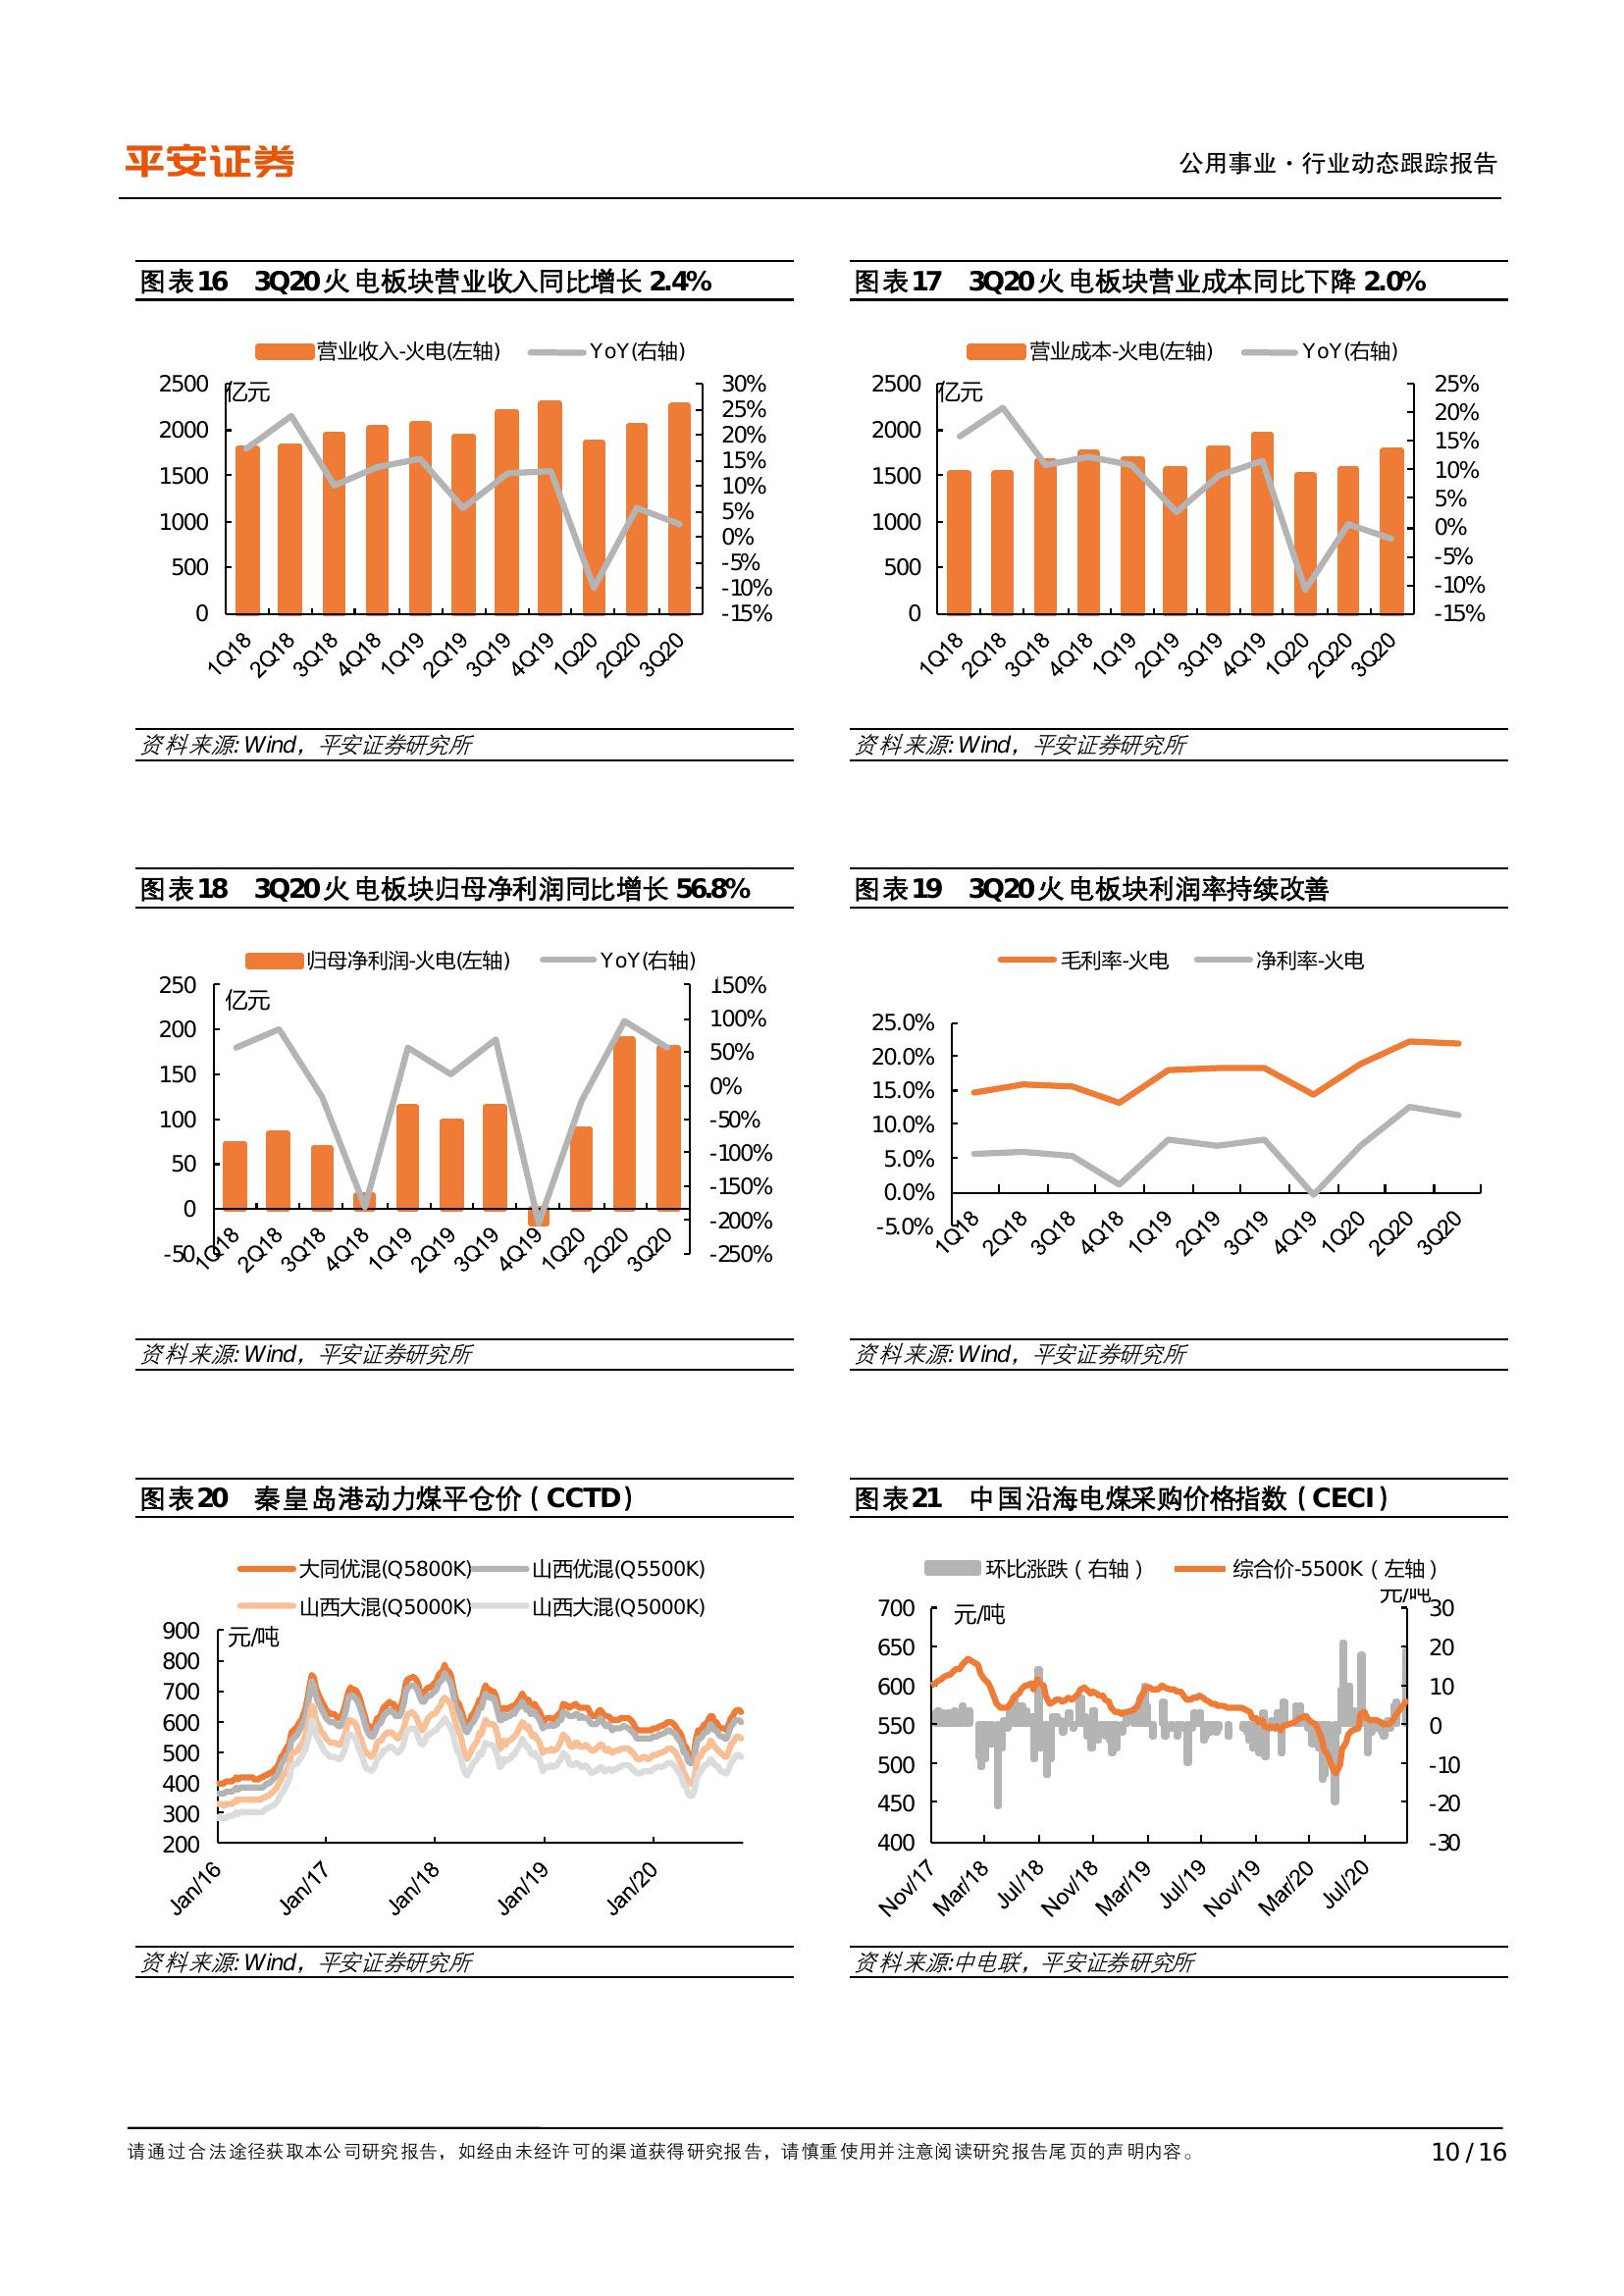 平安证券
公用事业·行业动态跟踪报告
图表16 3Q20火电板块营业收入同比增长 2.4%
营业收入-火电(左轴) YoY(右轴)
亿元
2500
2000
1500
1000
500
0
30%
25%
20%
15%
10%
5%
0%
-5%
-10%
-15%
1Q18 2Q18 3Q18 4Q18 1Q19 2Q19 3Q19 4Q19 1Q20 2Q20 3Q20
资料来源:Wind，平安证券研究所
图表17 3Q20火电板块营业成本同比下降 2.0%
营业成本-火电(左轴) YoY(右轴)
亿元
2500
2000
1500
1000
500
0
25%
20%
15%
10%
5%
0%
-5%
-10%
-15%
1Q18 2Q18 3Q18 4Q18 1Q19 2Q19 3Q19 4Q19 1Q20 2Q20 3Q20
资料来源:Wind，平安证券研究所
图表18 3Q20火电板块归母净利润同比增长 56.8%
归母净利润-火电(左轴) YoY(右轴)
亿元
250
200
150
100
50
0
-50
150%
100%
50%
0%
-50%
-100%
-150%
-200%
-250%
1Q18 2Q18 3Q18 4Q18 1Q19 2Q19 3Q19 4Q19 1Q20 2Q20 3Q20
资料来源:Wind，平安证券研究所
图表19 3Q20火电板块利润率持续改善
毛利率-火电 净利率-火电
25.0%
20.0%
15.0%
10.0%
5.0%
0.0%
-5.0%
1Q18 2Q18 3Q18 4Q18 1Q19 2Q19 3Q19 4Q19 1Q20 2Q20 3Q20
资料来源:Wind，平安证券研究所
图表20 秦皇岛港动力煤平仓价（CCTD）
大同优混(Q5800K) 山西优混(Q5500K)
山西大混(Q5000K) 山西大混(Q5000K)
元/吨
900
800
700
600
500
400
300
200
Jan/16 Jan/17 Jan/18 Jan/19 Jan/20
资料来源:Wind，平安证券研究所
图表21 中国沿海电煤采购价格指数（CECI）
环比涨跌（右轴） 综合价-5500K（左轴）
元/吨
元/吨
700
650
600
550
500
450
400
30
20
10
0
-10
-20
-30
Nov/17 Mar/18 Jul/18 Nov/18 Mar/19 Jul/19 Nov/19 Mar/20 Jul/20
资料来源:中电联，平安证券研究所
请通过合法途径获取本公司研究报告，如经由未经许可的渠道获得研究报告，请慎重使用并注意阅读研究报告尾页的声明内容。
10 / 16